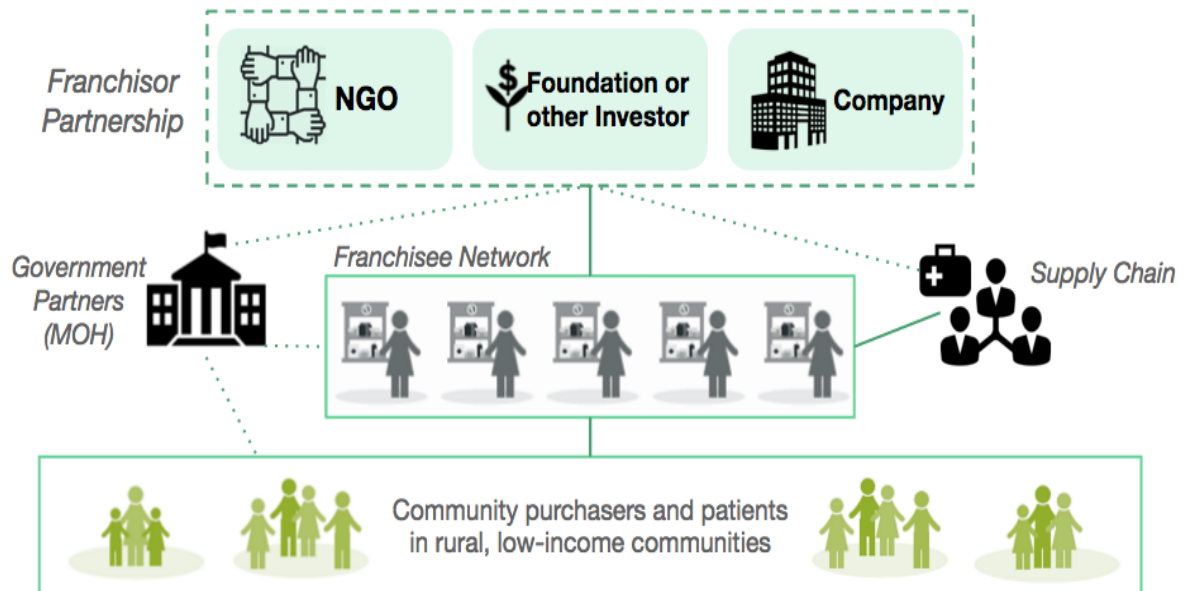 Franchisor
Partnership
NGO
Foundation or
other Investor
Company
Government
Partners
(MOH)
Franchisee Network
Supply Chain
Community purchasers and patients
in rural, low-income communities